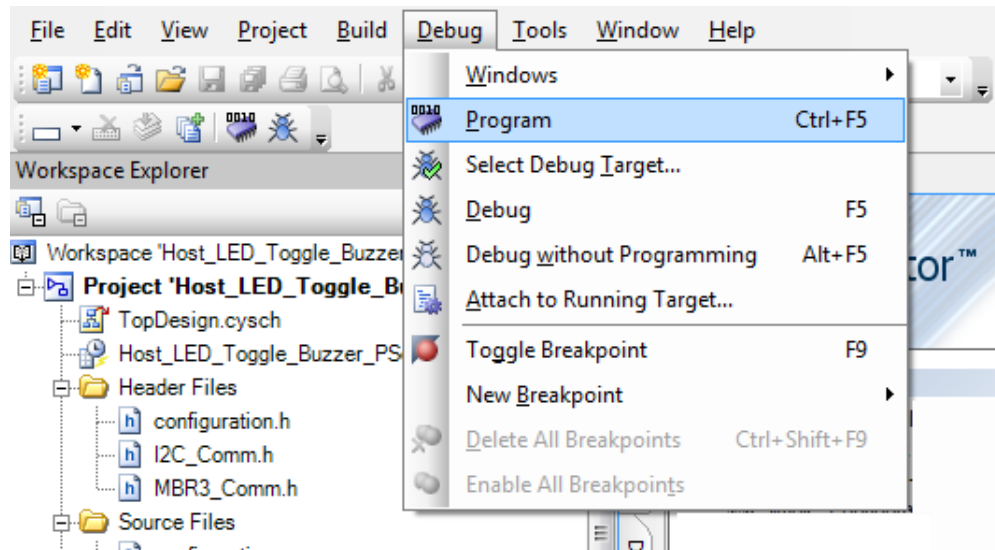 File Edit View Project Build Debug Tools Window Help
Windows
Program Ctrl+F5
Select Debug Target...
Debug F5
Debug without Programming Alt+F5
Attach to Running Target...
Toggle Breakpoint F9
New Breakpoint
Delete All Breakpoints Ctrl+Shift+F9
Enable All Breakpoints
Workspace Explorer
Workspace 'Host_LED_Toggle_Buzzer
Project 'Host_LED_Toggle_B
TopDesign.cysch
Host_LED_Toggle_Buzzer_PS
Header Files
configuration.h
I2C_Comm.h
MBR3_Comm.h
Source Files
tor™